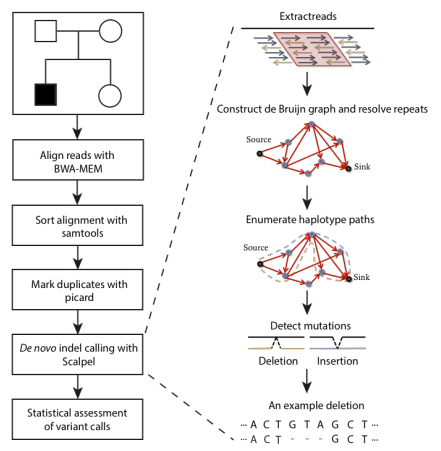 Align reads with
BWA-MEM
Sort alignment with
samtools
Mark duplicates with
picard
De novo indel calling with
Scalpel
Statistical assessment
of variant calls
Extractreads
Construct de Bruijn graph and resolve repeats
Source
Sink
Enumerate haplotype paths
Source
Sink
Detect mutations
Deletion Insertion
An example deletion
··· A C T G T A G C T ···
··· A C T - - - G C T ···